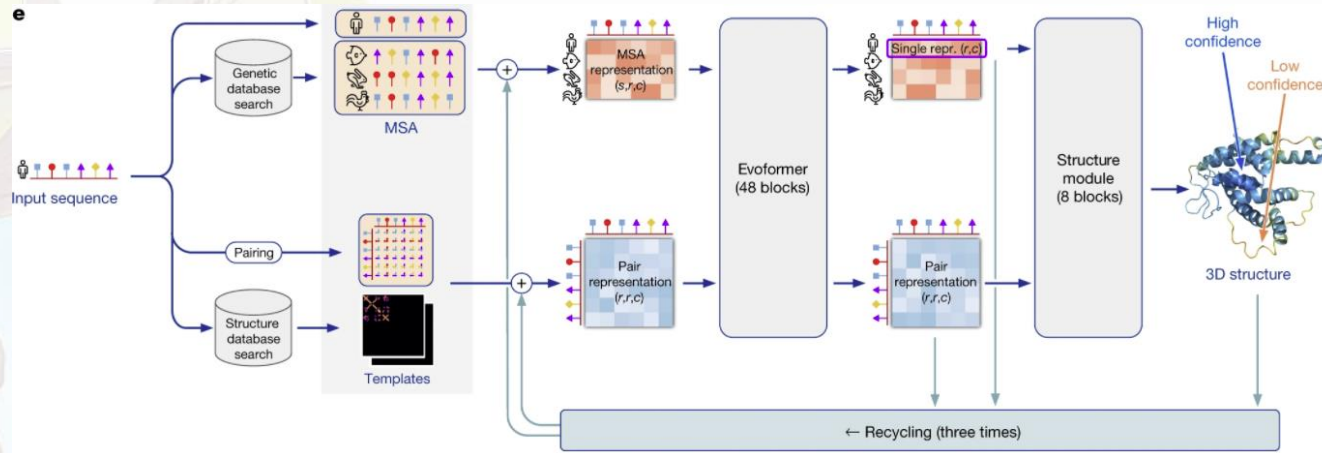 e
Input sequence
Genetic
database
search
MSA
Pairing
Structure
database
search
Templates
MSA
representation
(s,r,c)
Pair
representation
(r,r,c)
Evoformer
(48 blocks)
Single repr. (r,c)
Pair
representation
(r,r,c)
Structure
module
(8 blocks)
High
confidence
Low
confidence
3D structure
← Recycling (three times)